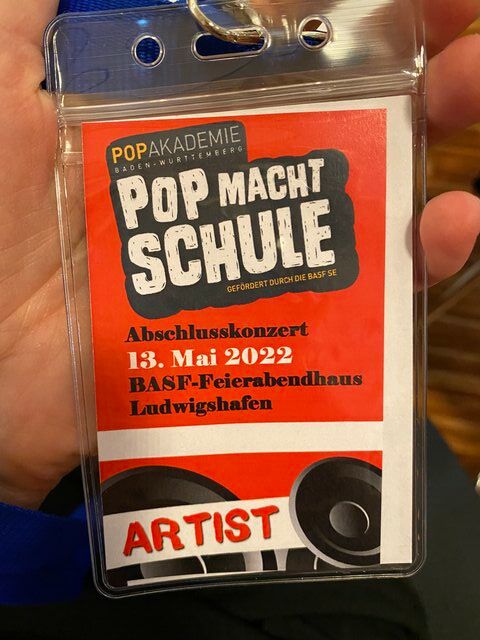 POPAKADEMIE
BADEN-WÜRTTEMBERG
POP MACHT
SCHULE
GEFÖRDERT DURCH DIE BASF SE
Abschlusskonzert
13. Mai 2022
BASF-Feierabendhaus
Ludwigshafen
ARTIST